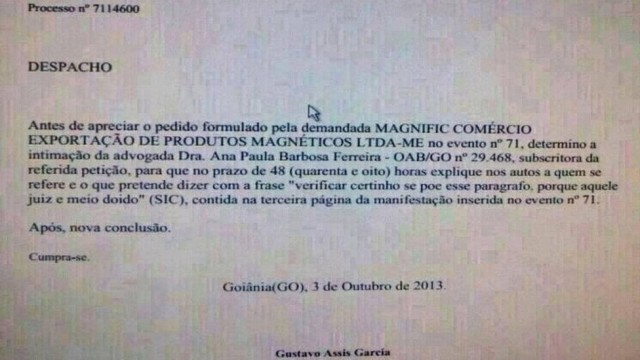 Processo nº 7114600
DESPACHO
Antes de apreciar o pedido formulado pela demandada MAGNIFIC COMÉRCIO
EXPORTAÇÃO DE PRODUTOS MAGNÉTICOS LTDA-ME no evento nº 71, determino a
intimação da advogada Dra. Ana Paula Barbosa Ferreira - OAB/GO nº 29.468, subscritora da
referida petição, para que no prazo de 48 (quarenta e oito) horas explique nos autos a quem se
refere e o que pretende dizer com a frase "verificar certinho se poe esse paragrafo, porque aquele
juiz e meio doido" (SIC), contida na terceira página da manifestação inserida no evento nº 71.
Após, nova conclusão.
Cumpra-se.
Goiânia(GO), 3 de Outubro de 2013.
Gustavo Assis Garcia